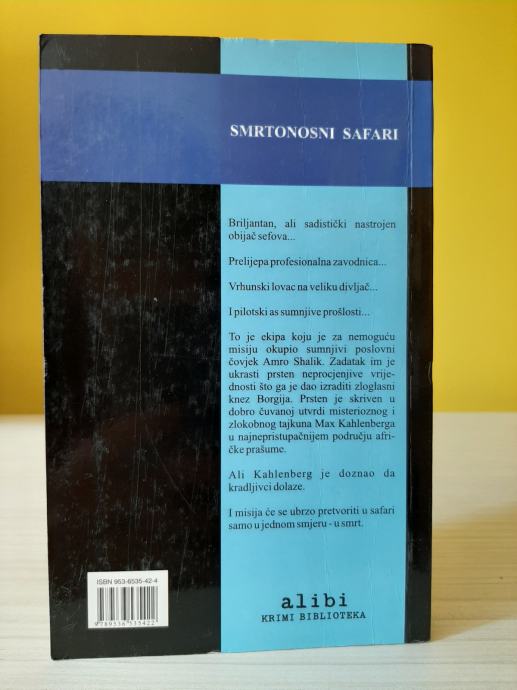 SMRTONOSNI SAFARI
Briljantan, ali sadistički nastrojen
obijač sefova...
Prelijepa profesionalna zavodnica...
Vrhunski lovac na veliku divljač...
I pilotski as sumnjive prošlosti...
To je ekipa koju je za nemoguću
misiju okupio sumnjivi poslovni
čovjek Amro Shalik. Zadatak im je
ukrasti prsten neprocjenjive vrije-
dnosti što ga je dao izraditi zloglasni
knez Borgija. Prsten je skriven u
dobro čuvanoj utvrdi misterioznog i
zlokobnog tajkuna Max Kahlenberga
u najnepristupačnijem području afri-
čke prašume.
Ali Kahlenberg je doznao da
kradljivci dolaze.
I misija će se ubrzo pretvoriti u safari
samo u jednom smjeru - u smrt.
ISBN 953-6535-42-4
9789536535422
alibi
KRIMI BIBLIOTEKA